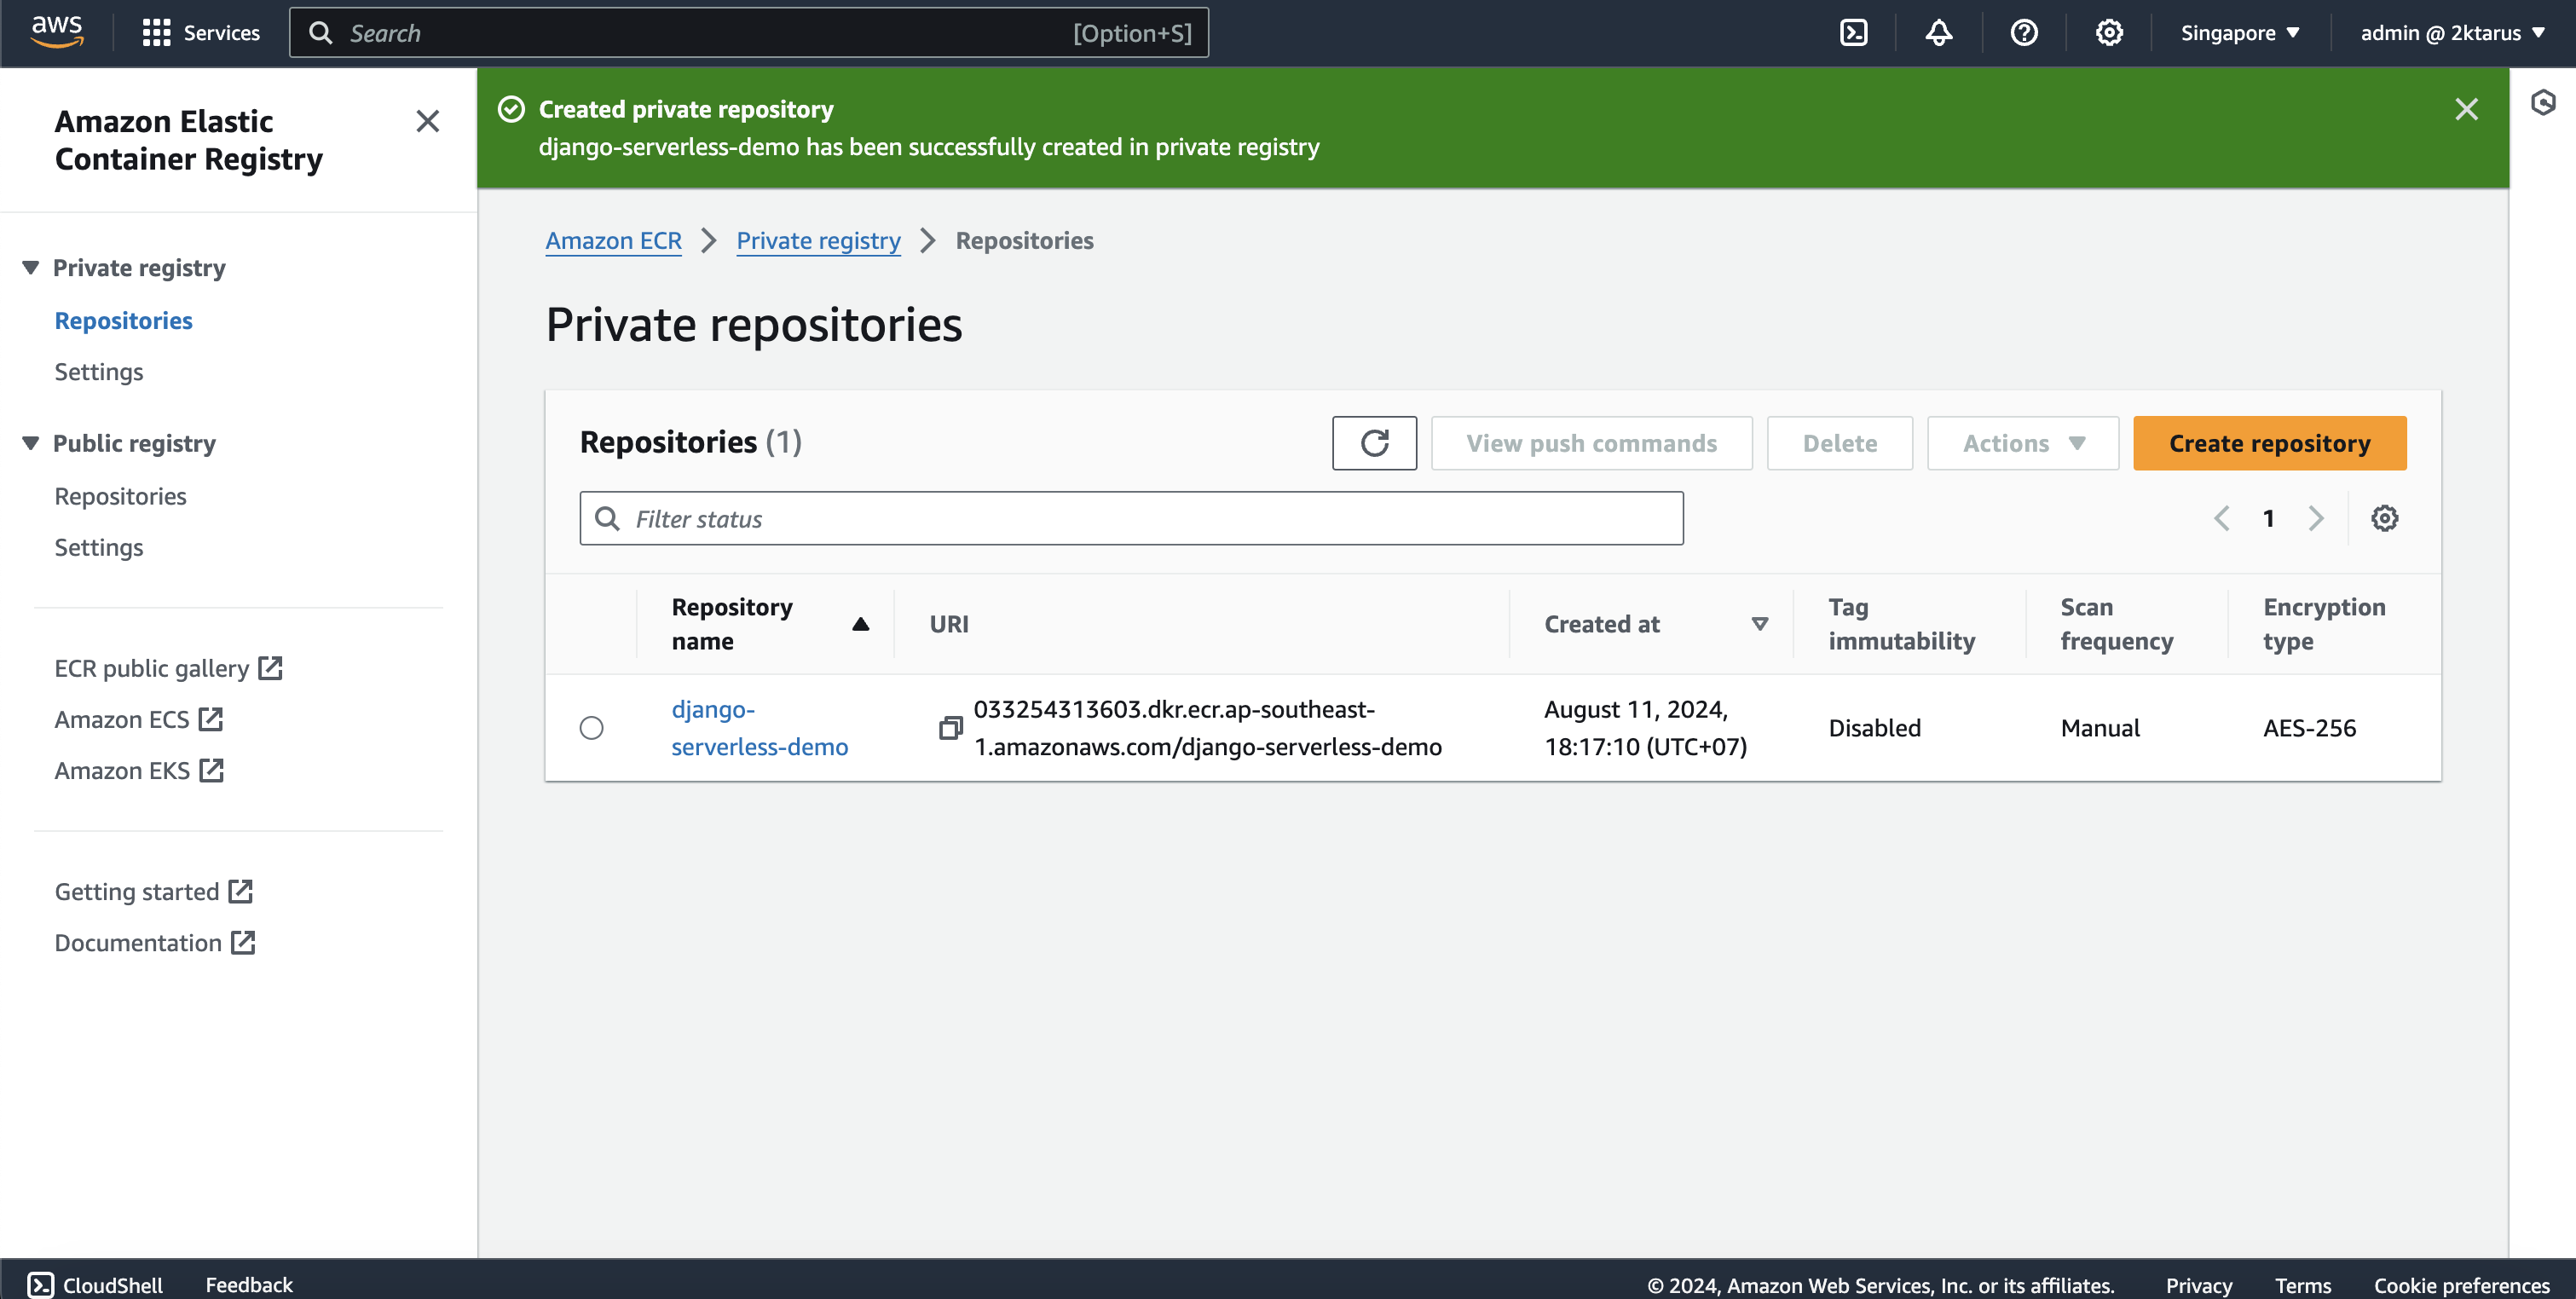 aws
Services
Search
[Option+S]
Singapore
admin @ 2ktarus
Amazon Elastic
Container Registry
Private registry
Repositories
Settings
Public registry
Repositories
Settings
ECR public gallery
Amazon ECS
Amazon EKS
Getting started
Documentation
Created private repository
django-serverless-demo has been successfully created in private registry
Amazon ECR
Private registry
Repositories
Private repositories
Repositories (1)
View push commands
Delete
Actions
Create repository
Filter status
1
Repository
name
URI
Created at
Tag
immutability
Scan
frequency
Encryption
type
django-
serverless-demo
033254313603.dkr.ecr.ap-southeast-
1.amazonaws.com/django-serverless-demo
August 11, 2024,
18:17:10 (UTC+07)
Disabled
Manual
AES-256
CloudShell
Feedback
© 2024, Amazon Web Services, Inc. or its affiliates.
Privacy
Terms
Cookie preferences